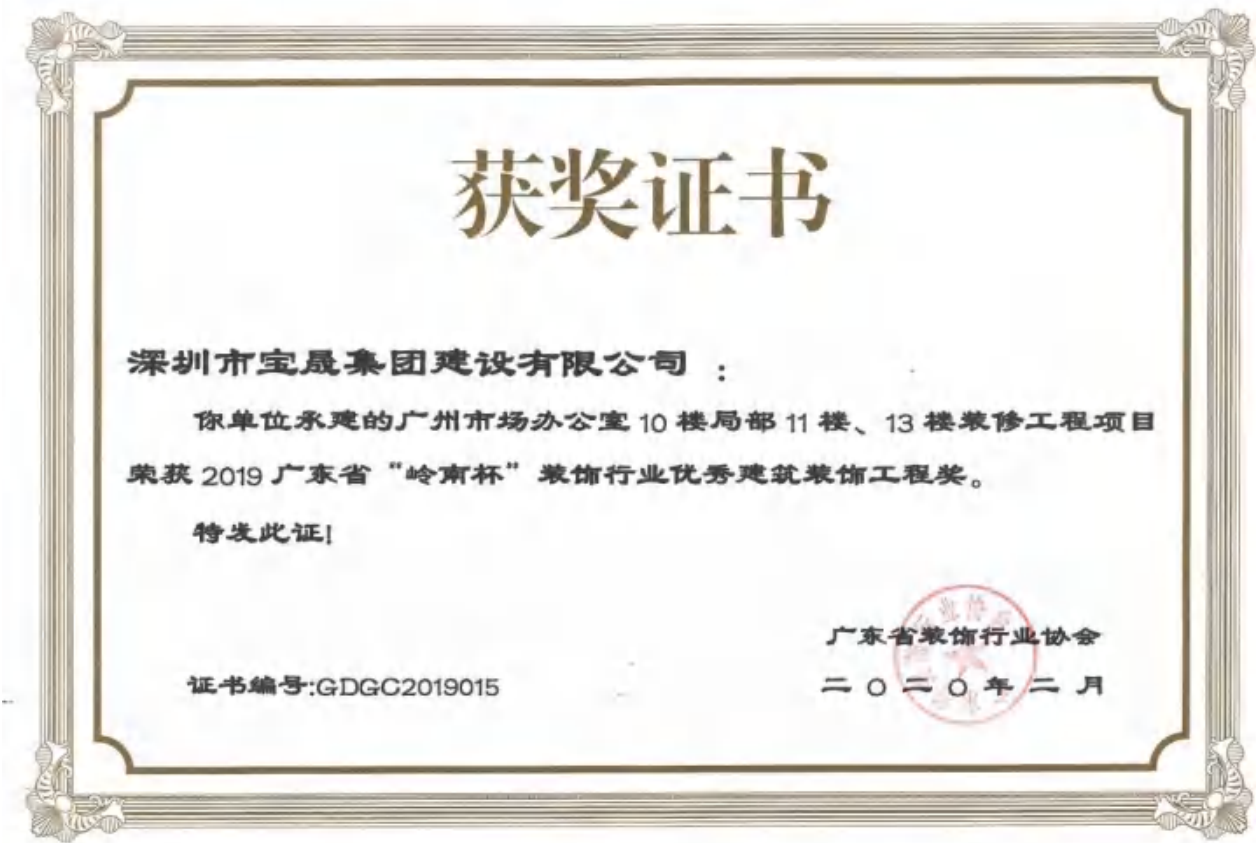 获奖证书
深圳市宝晟集团建设有限公司：
你单位承建的广州市场办公室10楼局部11楼、13楼装修工程项目
荣获2019广东省“岭南杯”装饰行业优秀建筑装饰工程奖。
特发此证!
广东省装饰行业协会
证书编号:GDGC2019015
二〇二〇年二月